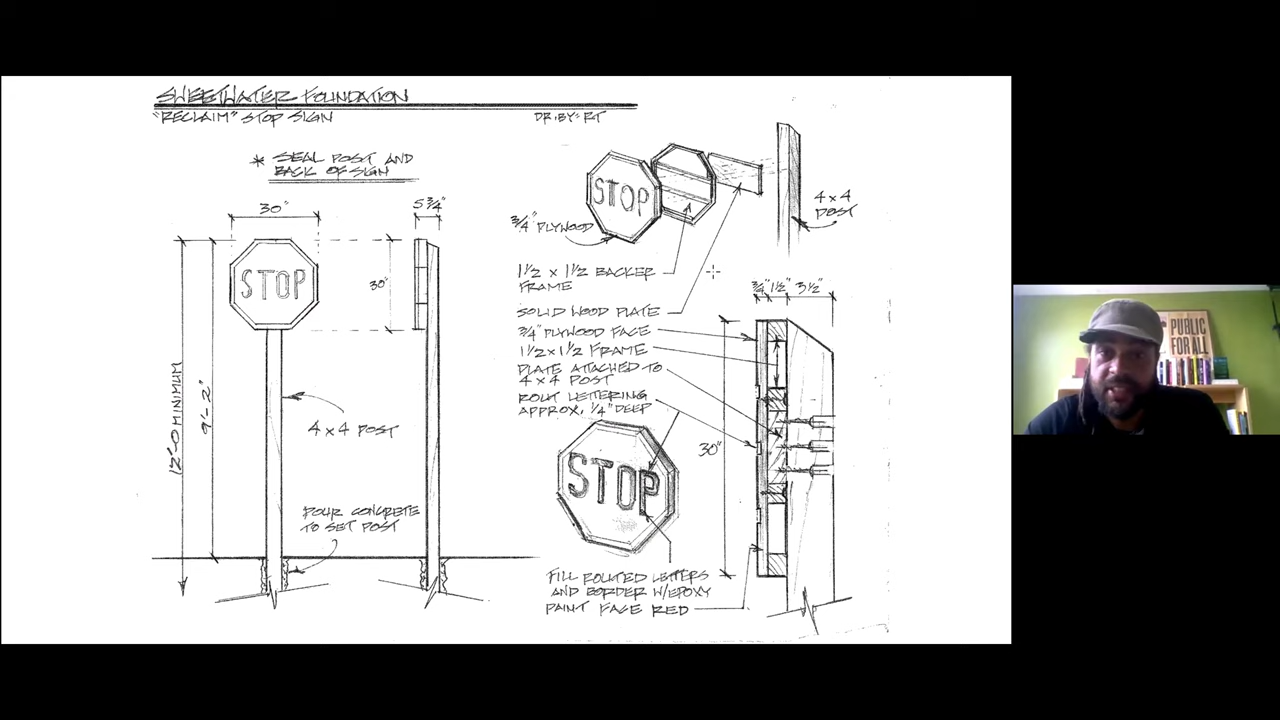 SWEETWATER FOUNDATION
"RECLAIM" STOP SIGN
DR. BY: RT
* SEAL POST AND
BACK OF SIGN
30"
5 3/4"
STOP
30"
12'-0 MINIMUM
9'-2"
4x4 POST
POUR CONCRETE
TO SET POST
STOP
3/4" PLYWOOD
4x4
POST
1 1/2 x 1 1/2 BACKER
FRAME
SOLID WOOD PLATE
3/4" PLYWOOD FACE
1 1/2 x 1 1/2 FRAME
PLATE ATTACHED TO
4x4 POST
ROUT LETTERING
APPROX. 1/4" DEEP
3/4" 1 1/2" 3 1/2"
30"
STOP
FILL ROUTED LETTERS
AND BORDER W/EPOXY
PAINT FACE RED
PUBLIC
FOR ALL